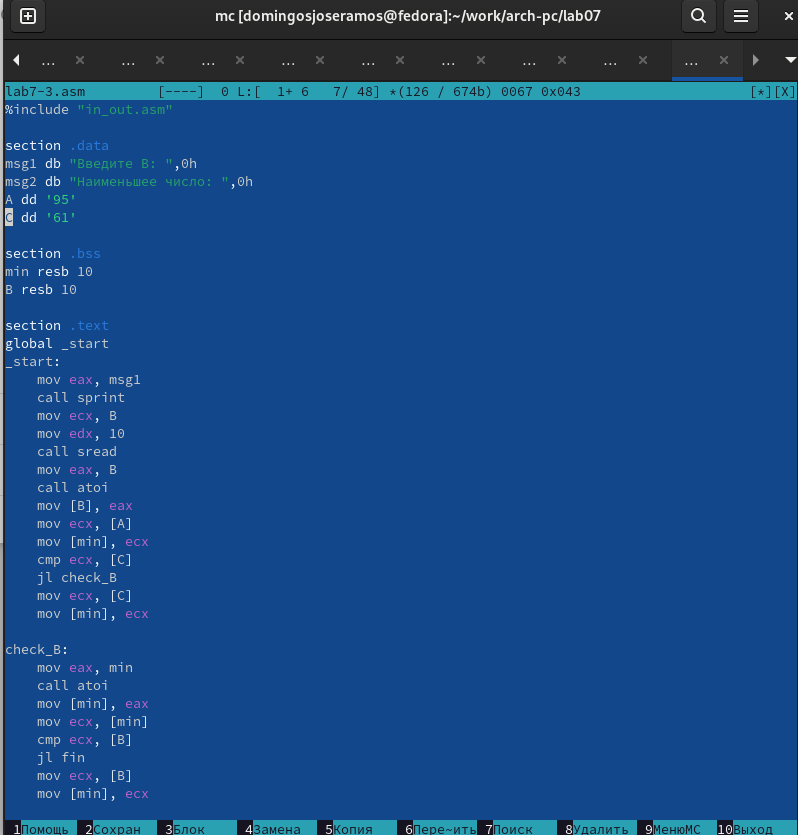 mc [domingosjoseramos@fedora]:~/work/arch-pc/lab07
... × ... × ... × ... × ... × ... × ... × ... × ... ×
lab7-3.asm [----] 0 L:[ 1+ 6 7/ 48] *(126 / 674b) 0067 0x043 [*][X]
%include "in_out.asm"
section .data
msg1 db "Введите B: ",0h
msg2 db "Наименьшее число: ",0h
A dd '95'
C dd '61'
section .bss
min resb 10
B resb 10
section .text
global _start
_start:
mov eax, msg1
call sprint
mov ecx, B
mov edx, 10
call sread
mov eax, B
call atoi
mov [B], eax
mov ecx, [A]
mov [min], ecx
cmp ecx, [C]
jl check_B
mov ecx, [C]
mov [min], ecx
check_B:
mov eax, min
call atoi
mov [min], eax
mov ecx, [min]
cmp ecx, [B]
jl fin
mov ecx, [B]
mov [min], ecx
1Помощь 2Сохран 3Блок 4Замена 5Копия 6Пере~ить 7Поиск 8Удалить 9МенюMC 10Выход